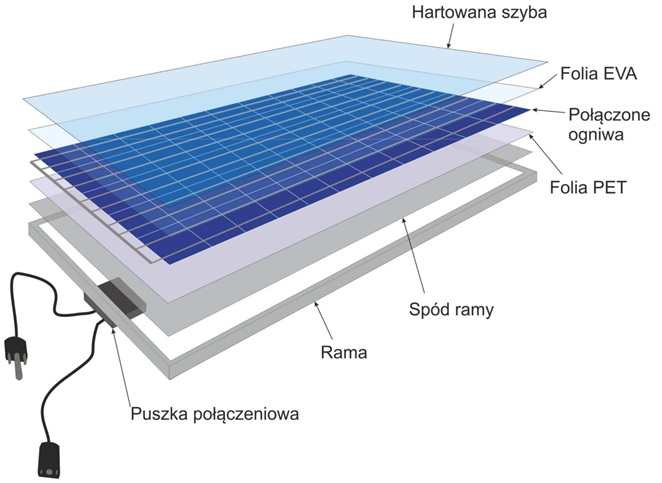 Hartowana szyba
Folia EVA
Połączone
ogniwa
Folia PET
Spód ramy
Rama
Puszka połączeniowa